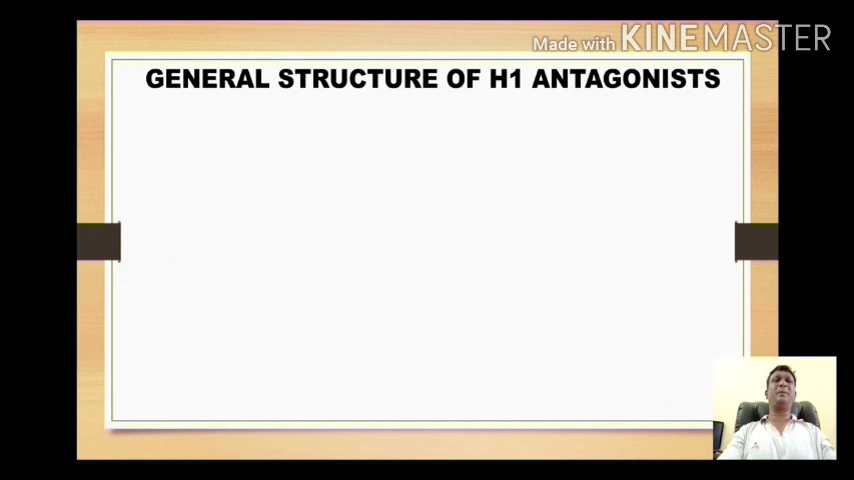 Made with KINEMASTER
GENERAL STRUCTURE OF H1 ANTAGONISTS